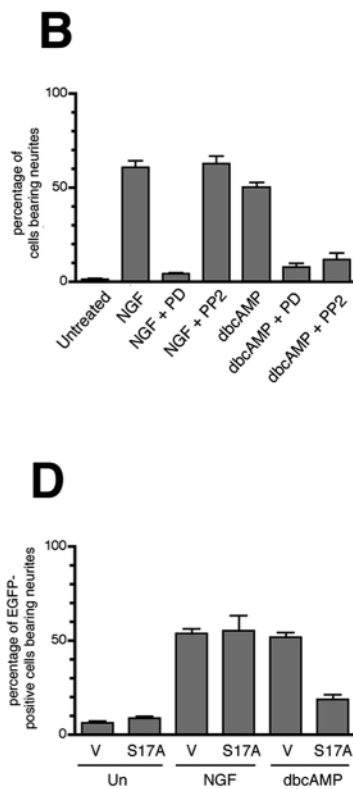 B
percentage of
cells bearing neurites
100
50
0
Untreated
NGF
NGF + PD
NGF + PP2
dbcAMP
dbcAMP + PD
dbcAMP + PP2
D
percentage of EGFP-
positive cells bearing neurites
100
50
0
V S17A V S17A V S17A
Un NGF dbcAMP